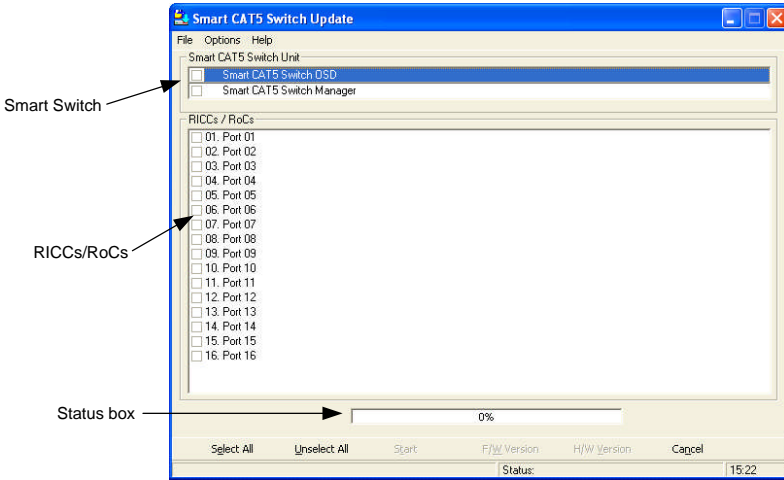 Smart CAT5 Switch Update
File Options Help
Smart CAT5 Switch Unit
Smart CAT5 Switch OSD
Smart CAT5 Switch Manager
Smart Switch
RICCs / RoCs
01. Port 01
02. Port 02
03. Port 03
04. Port 04
05. Port 05
06. Port 06
07. Port 07
08. Port 08
09. Port 09
10. Port 10
11. Port 11
12. Port 12
13. Port 13
14. Port 14
15. Port 15
16. Port 16
RICCs/RoCs
Status box
0%
Select All Unselect All Start F/W Version H/W Version Cancel
Status: 15:22